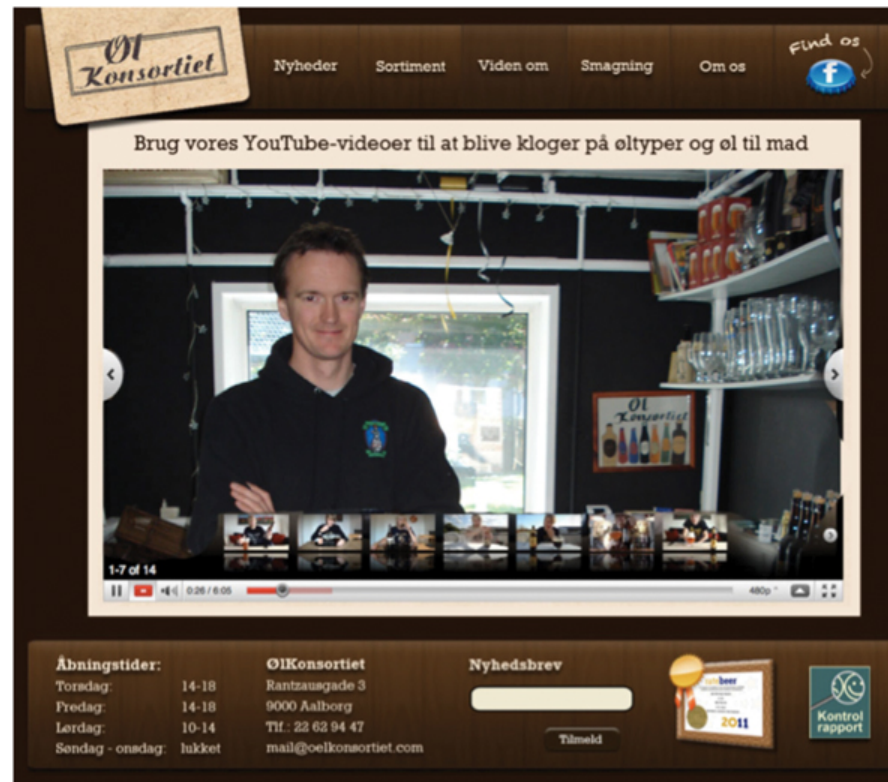 Øl
Konsortiet
Nyheder
Sortiment
Viden om
Smagning
Om os
Find os
f
Brug vores YouTube-videoer til at blive kloger på øltyper og øl til mad
Øl
Konsortiet
1-7 of 14
0:26 / 6:05
480p
Åbningstider:
Torsdag: 14-18
Fredag: 14-18
Lørdag: 10-14
Søndag - onsdag: lukket
ØlKonsortiet
Rantzausgade 3
9000 Aalborg
Tlf.: 22 62 94 47
mail@oelkonsortiet.com
Nyhedsbrev
Tilmeld
ratebeer
2011
Kontrol
rapport